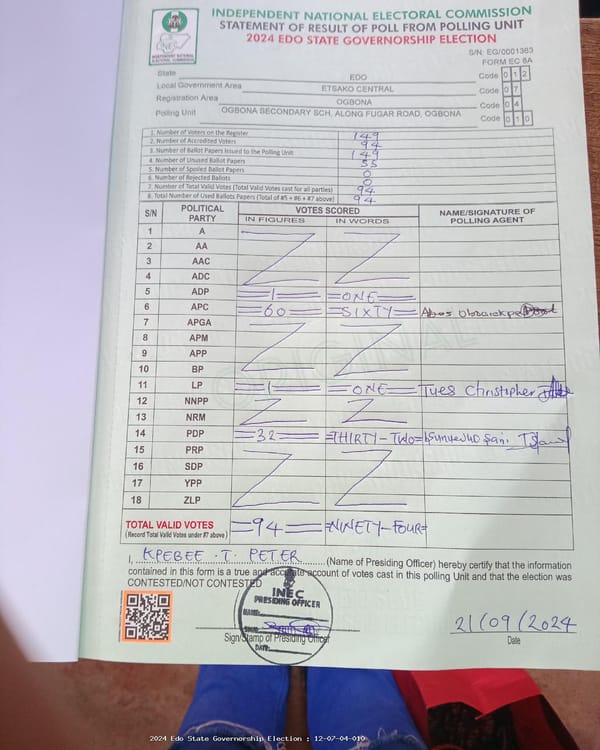 INDEPENDENT NATIONAL ELECTORAL COMMISSION
STATEMENT OF RESULT OF POLL FROM POLLING UNIT
2024 EDO STATE GOVERNORSHIP ELECTION
S/N: EG/0001383
FORM EC 8A
State EDO Code 0 1 2
Local Government Area ETSAKO CENTRAL Code 0 7
Registration Area OGBONA Code 0 4
Polling Unit OGBONA SECONDARY SCH, ALONG FUGAR ROAD, OGBONA Code 0 1 0
1. Number of Voters on the Register 149
2. Number of Accredited Voters 94
3. Number of Ballot Papers Issued to the Polling Unit 149
4. Number of Unused Ballot Papers 55
5. Number of Spoiled Ballot Papers 0
6. Number of Rejected Ballots 0
7. Number of Total Valid Votes (Total Valid Votes cast for all parties) 94
8. Total Number of Used Ballots Papers (Total of #5 + #6 + #7 above) 94
S/N POLITICAL PARTY VOTES SCORED NAME/SIGNATURE OF POLLING AGENT
IN FIGURES IN WORDS
1 A
2 AA
3 AAC
4 ADC
5 ADP =1= =ONE=
6 APC =60= =SIXTY=
7 APGA
8 APM
9 APP
10 BP
11 LP =1= =ONE= Tues Christopher
12 NNPP
13 NRM
14 PDP =32= =THIRTY-TWO= Sani
15 PRP
16 SDP
17 YPP
18 ZLP
TOTAL VALID VOTES =94= =NINETY-FOUR=
(Record Total Valid Votes under #7 above)
I, KPEBEE .T. PETER (Name of Presiding Officer) hereby certify that the information
contained in this form is a true and accurate account of votes cast in this polling Unit and that the election was
CONTESTED/NOT CONTESTED
INEC
PRESIDING OFFICER
NAME:
SIGN:
DATE:
Sign/Stamp of Presiding Officer
21/09/2024
Date
2024 Edo State Governorship Election : 12-07-04-010